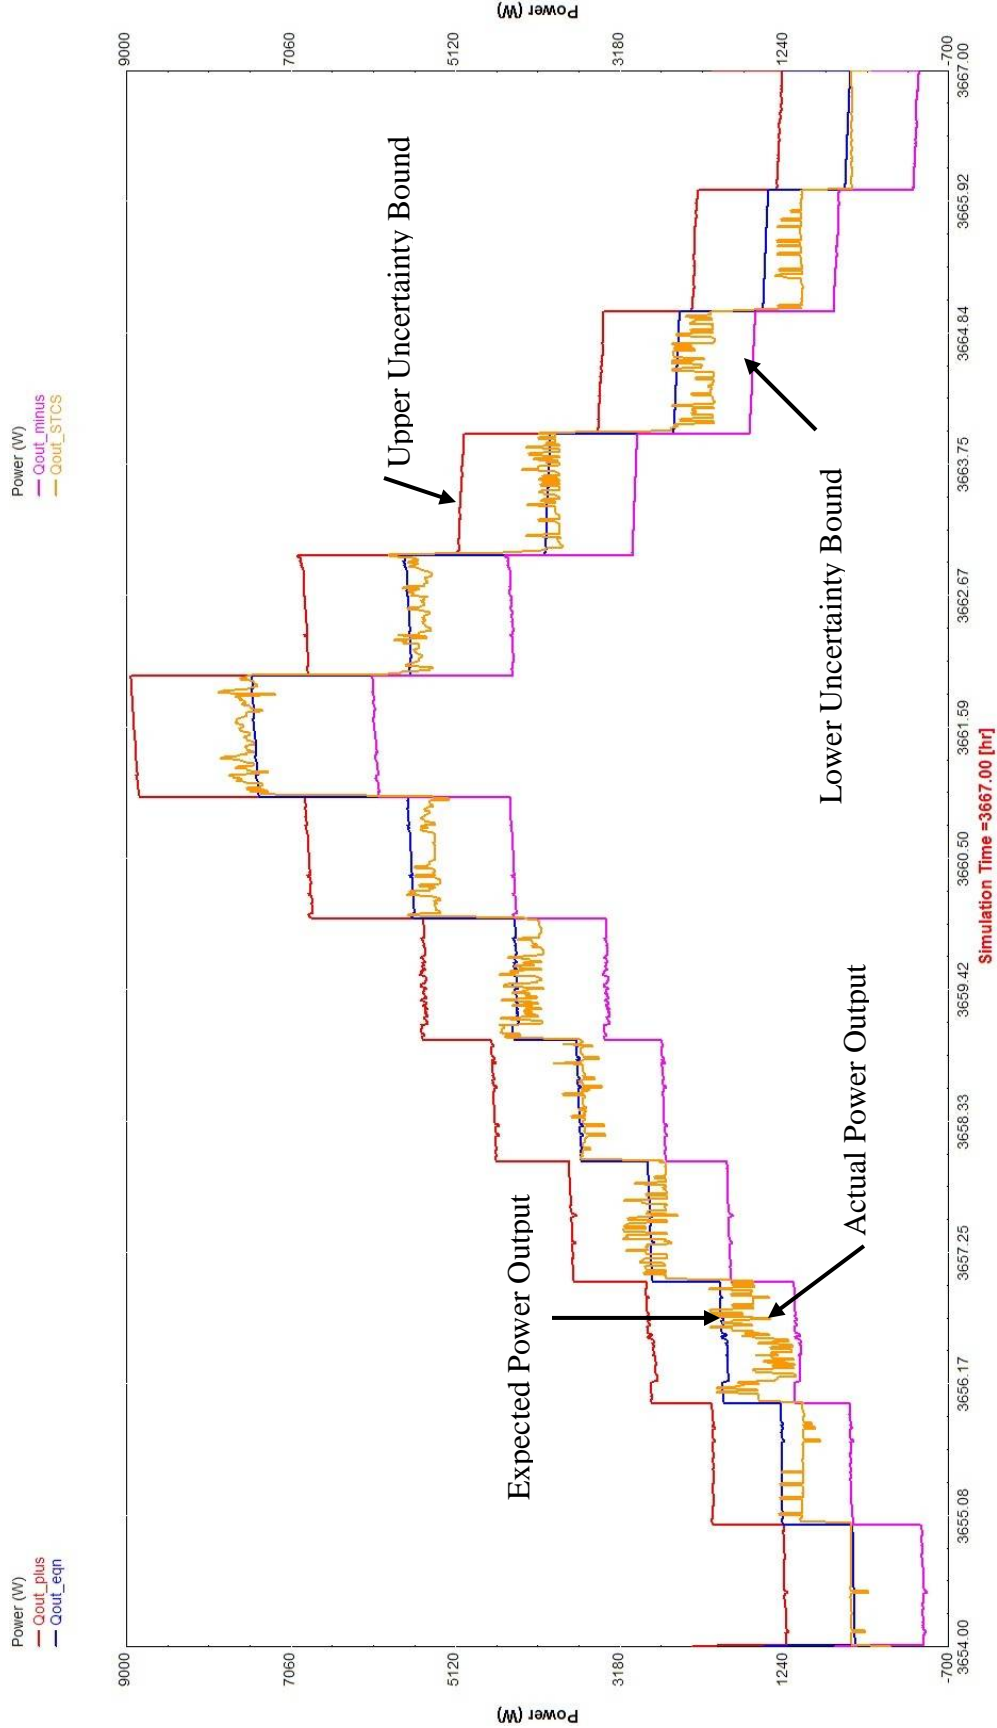 Power (W)
Qout_plus
Qout_eqn
Power (W)
Qout_minus
Qout_STCS
9000
7060
5120
3180
1240
-700
Power (W)
9000
7060
5120
3180
1240
-700
Power (W)
Upper Uncertainty Bound
Expected Power Output
Lower Uncertainty Bound
Actual Power Output
3654.00
3655.08
3656.17
3657.25
3658.33
3659.42
3660.50
3661.59
3662.67
3663.75
3664.84
3665.92
3667.00
Simulation Time =3667.00 [hr]